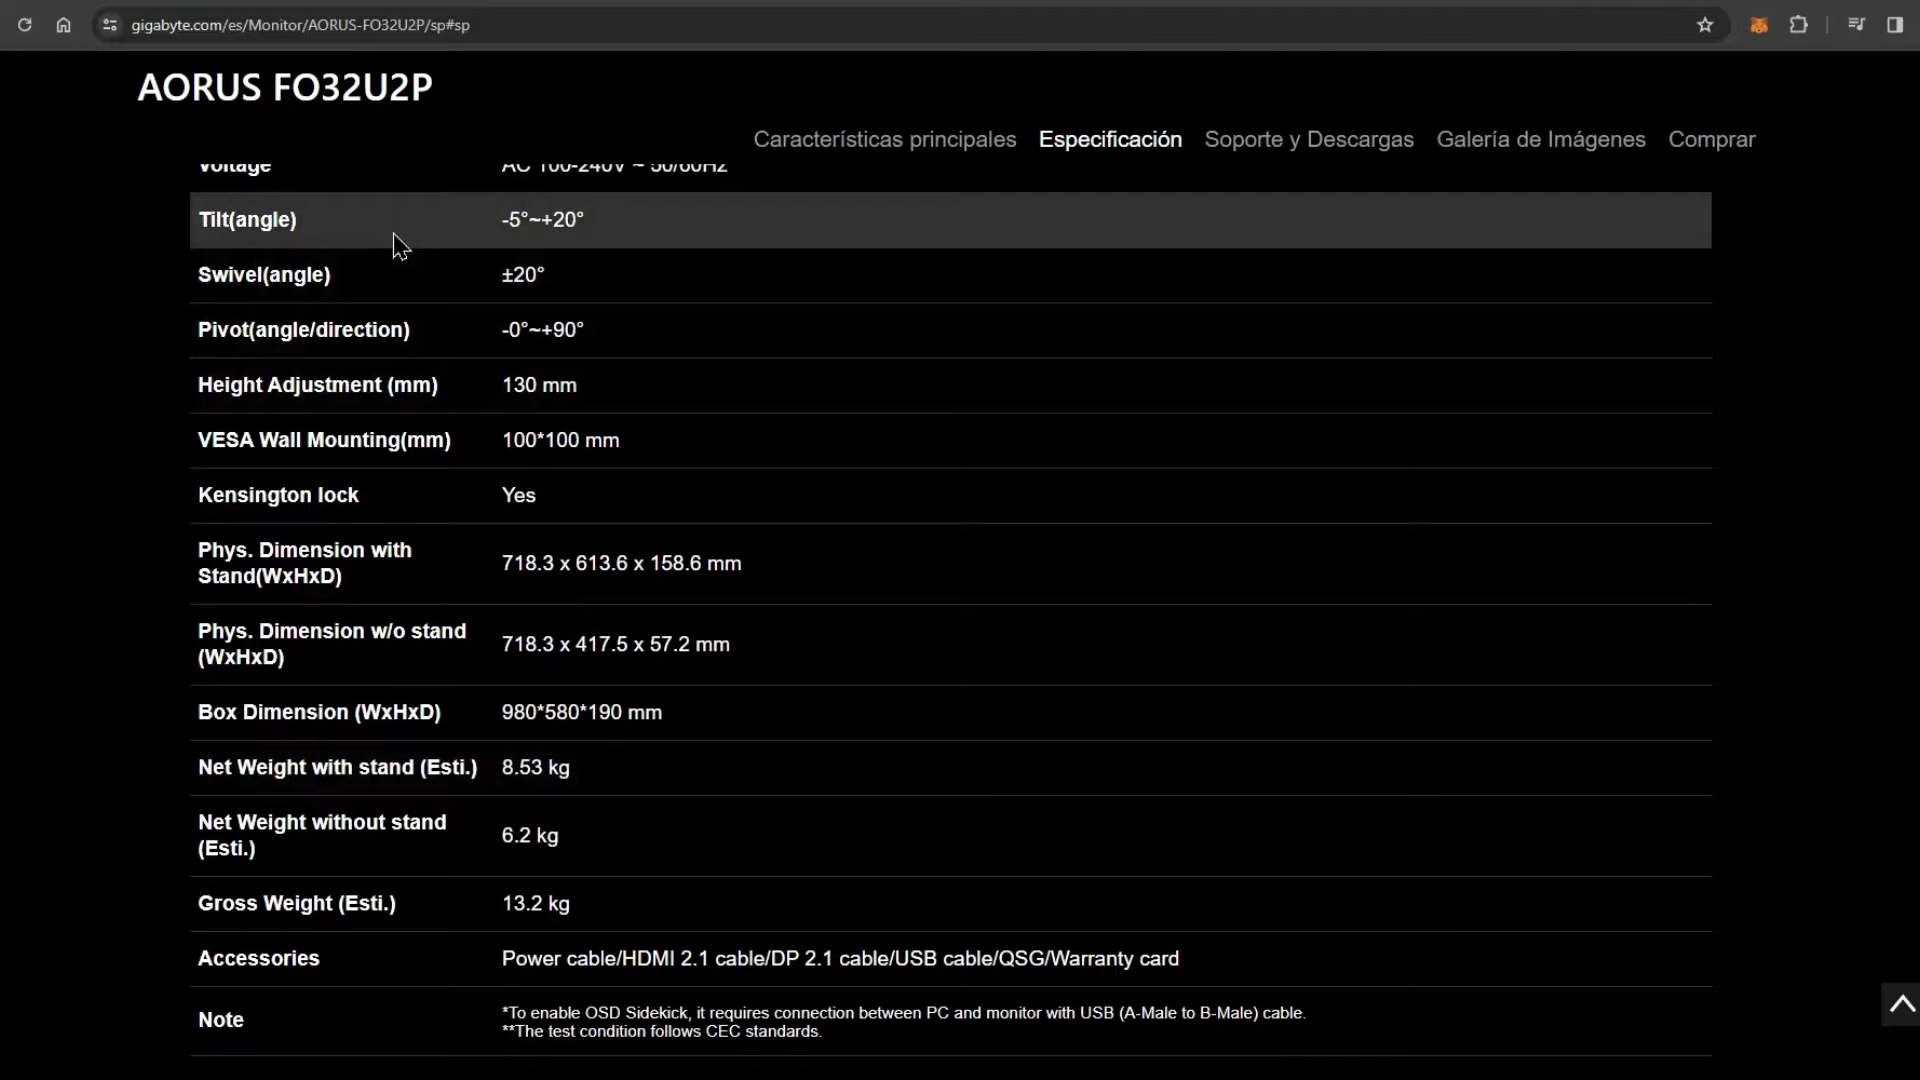 gigabyte.com/es/Monitor/AORUS-FO32U2P/sp#sp
AORUS FO32U2P
Características principales Especificación Soporte y Descargas Galería de Imágenes Comprar
Voltage AC 100-240V ~ 50/60Hz
Tilt(angle) -5°~+20°
Swivel(angle) ±20°
Pivot(angle/direction) -0°~+90°
Height Adjustment (mm) 130 mm
VESA Wall Mounting(mm) 100*100 mm
Kensington lock Yes
Phys. Dimension with
Stand(WxHxD) 718.3 x 613.6 x 158.6 mm
Phys. Dimension w/o stand
(WxHxD) 718.3 x 417.5 x 57.2 mm
Box Dimension (WxHxD) 980*580*190 mm
Net Weight with stand (Esti.) 8.53 kg
Net Weight without stand
(Esti.) 6.2 kg
Gross Weight (Esti.) 13.2 kg
Accessories Power cable/HDMI 2.1 cable/DP 2.1 cable/USB cable/QSG/Warranty card
Note *To enable OSD Sidekick, it requires connection between PC and monitor with USB (A-Male to B-Male) cable.
**The test condition follows CEC standards.